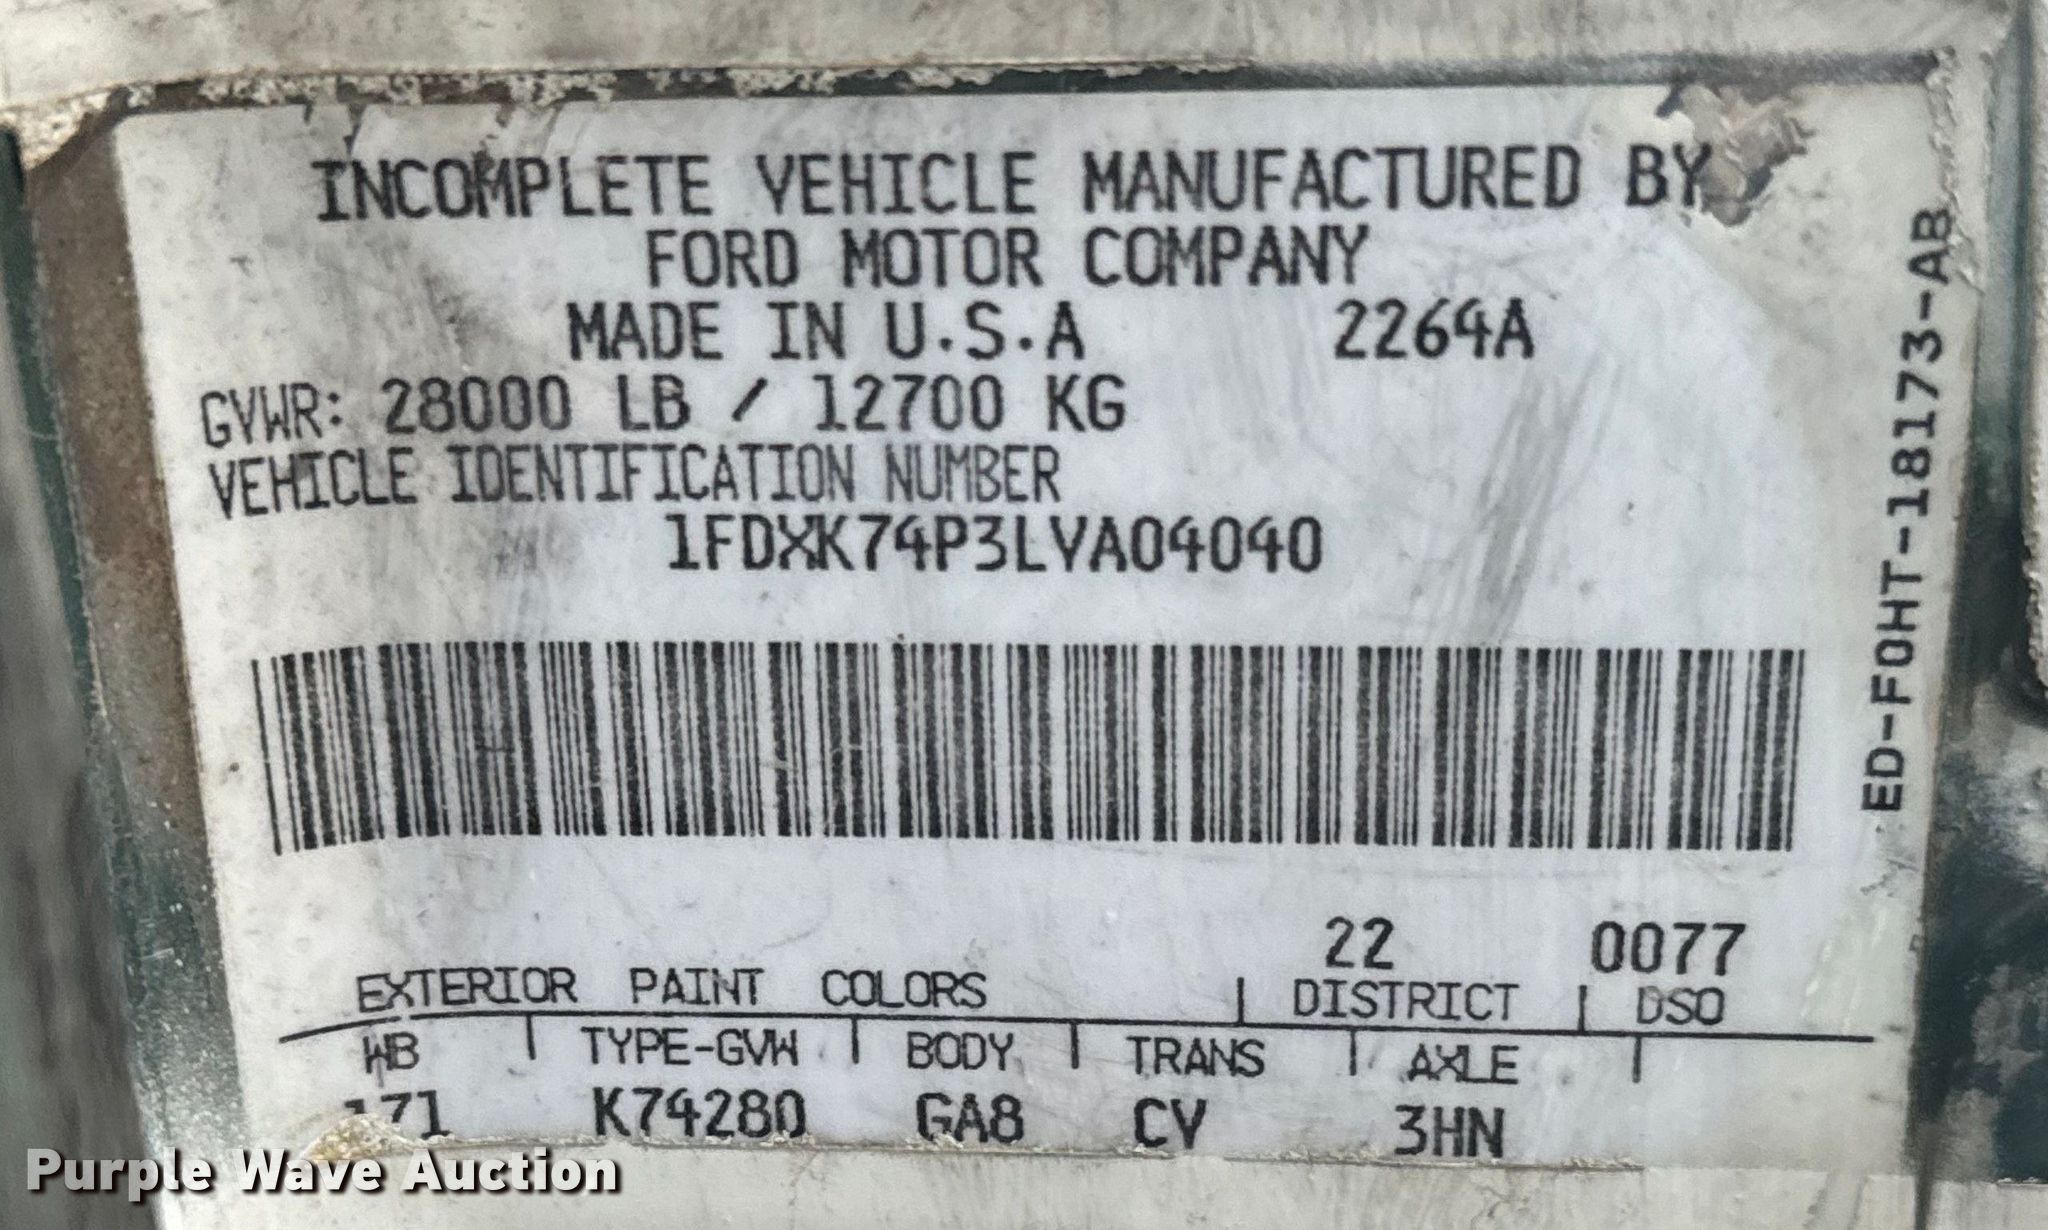 INCOMPLETE VEHICLE MANUFACTURED BY
FORD MOTOR COMPANY
MADE IN U.S.A 2264A
GVWR: 28000 LB / 12700 KG
VEHICLE IDENTIFICATION NUMBER
1FDXK74P3LVA04040
22 0077
EXTERIOR PAINT COLORS | DISTRICT | DSO
WB | TYPE-GVW | BODY | TRANS | AXLE |
171 K74280 GA8 CV 3HN
ED-F0HT-18173-AB
Purple Wave Auction